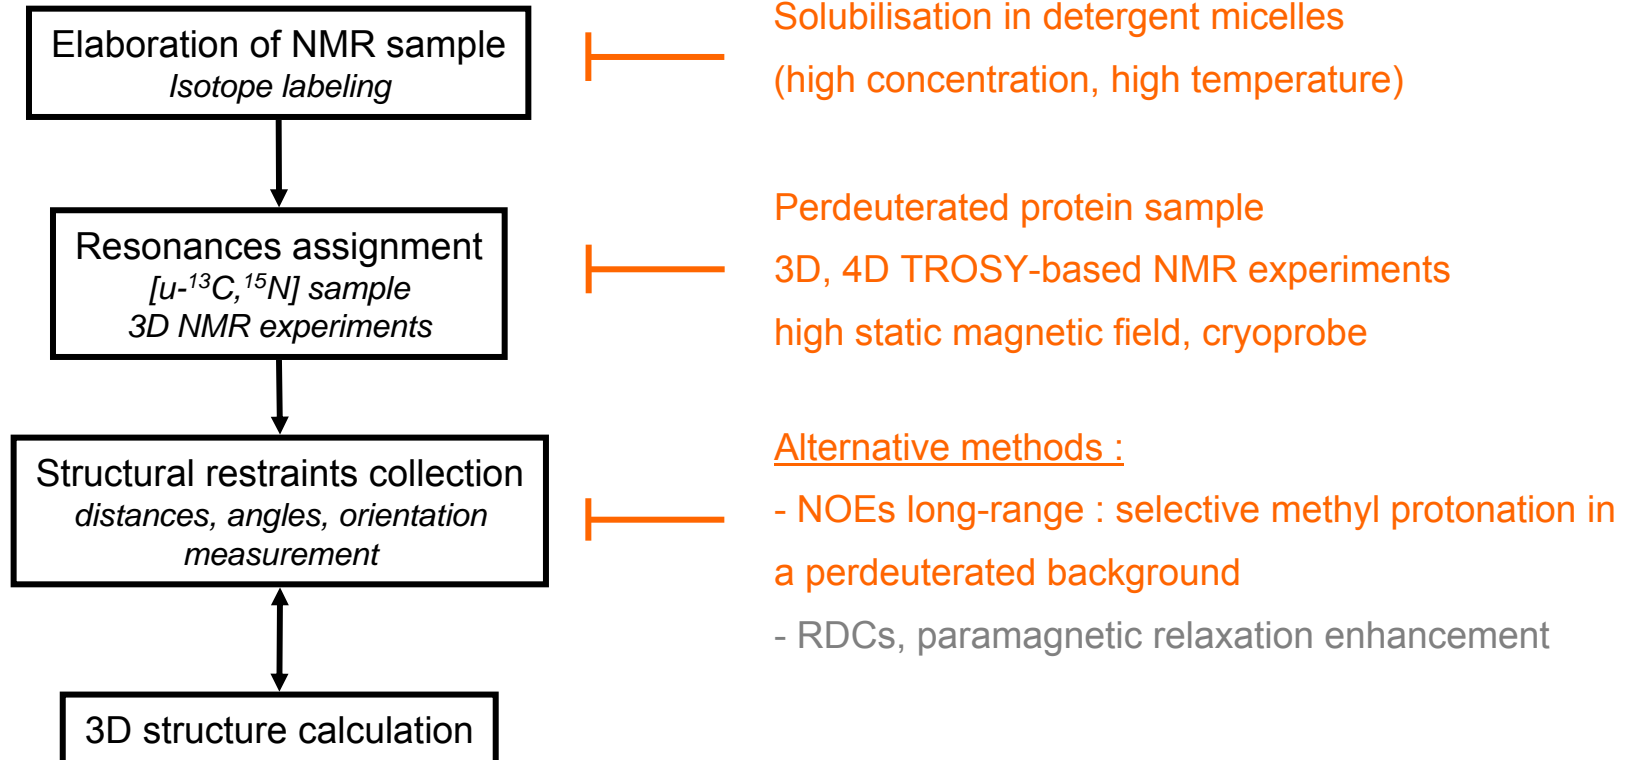 Elaboration of NMR sample
Isotope labeling
Solubilisation in detergent micelles
(high concentration, high temperature)
Resonances assignment
[u-¹³C,¹⁵N] sample
3D NMR experiments
Perdeuterated protein sample
3D, 4D TROSY-based NMR experiments
high static magnetic field, cryoprobe
Structural restraints collection
distances, angles, orientation
measurement
Alternative methods :
- NOEs long-range : selective methyl protonation in
a perdeuterated background
- RDCs, paramagnetic relaxation enhancement
3D structure calculation